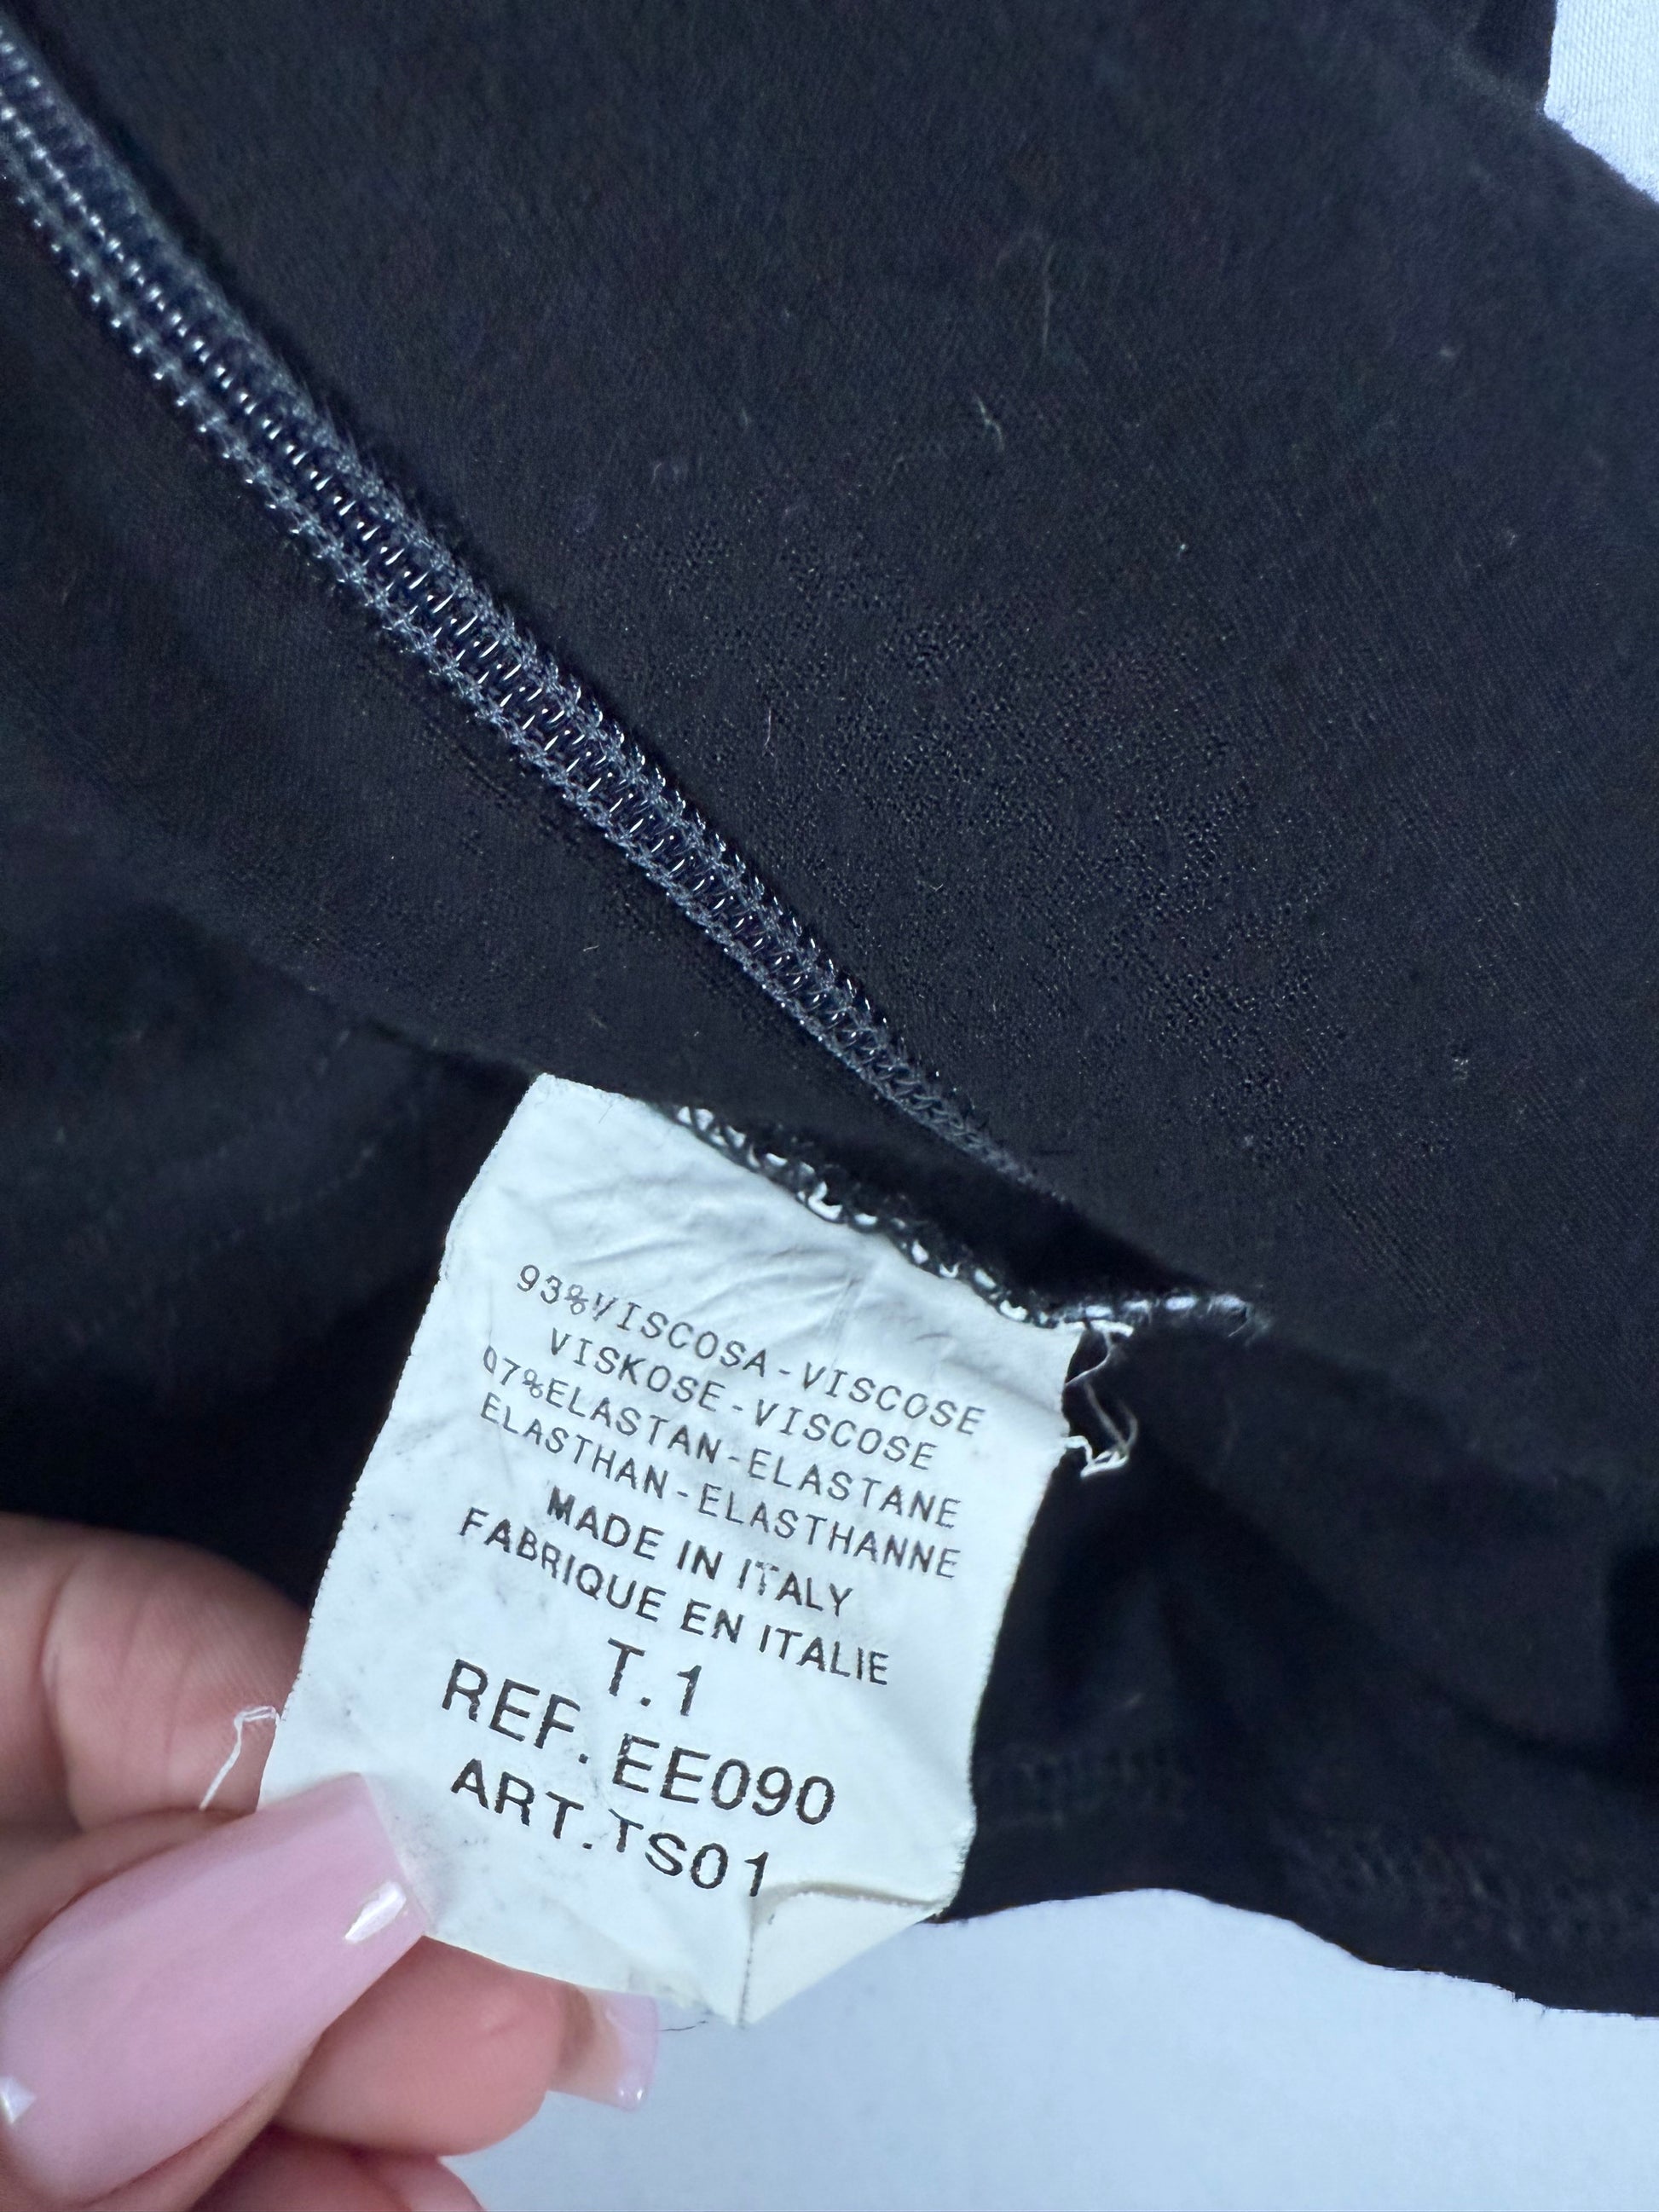 93%VISCOSA-VISCOSE
VISKOSE-VISCOSE
07%ELASTAN-ELASTANE
ELASTHAN-ELASTHANNE
MADE IN ITALY
FABRIQUE EN ITALIE
T.1
REF. EE090
ART.TS01